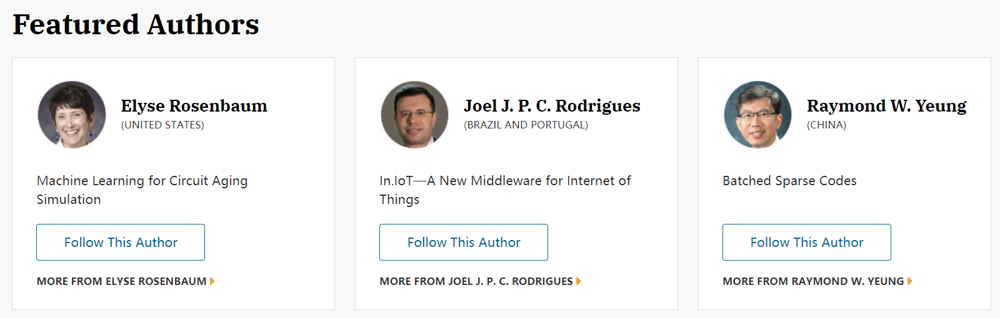 Featured Authors
Elyse Rosenbaum
(UNITED STATES)
Machine Learning for Circuit Aging
Simulation
Follow This Author
MORE FROM ELYSE ROSENBAUM
Joel J. P. C. Rodrigues
(BRAZIL AND PORTUGAL)
In.IoT—A New Middleware for Internet of
Things
Follow This Author
MORE FROM JOEL J. P. C. RODRIGUES
Raymond W. Yeung
(CHINA)
Batched Sparse Codes
Follow This Author
MORE FROM RAYMOND W. YEUNG